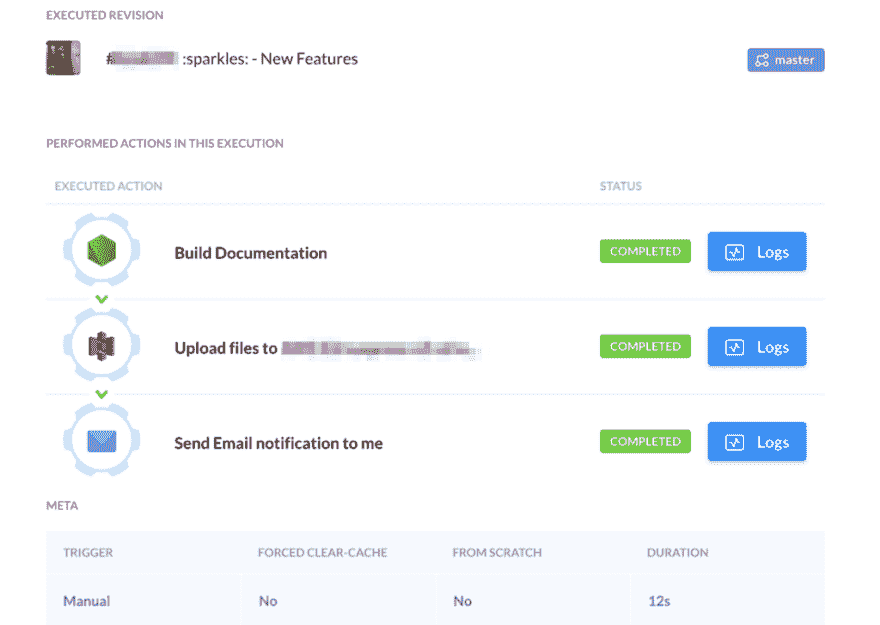 EXECUTED REVISION
# :sparkles: - New Features
master
PERFORMED ACTIONS IN THIS EXECUTION
EXECUTED ACTION STATUS
Build Documentation COMPLETED Logs
Upload files to COMPLETED Logs
Send Email notification to me COMPLETED Logs
META
TRIGGER FORCED CLEAR-CACHE FROM SCRATCH DURATION
Manual No No 12s